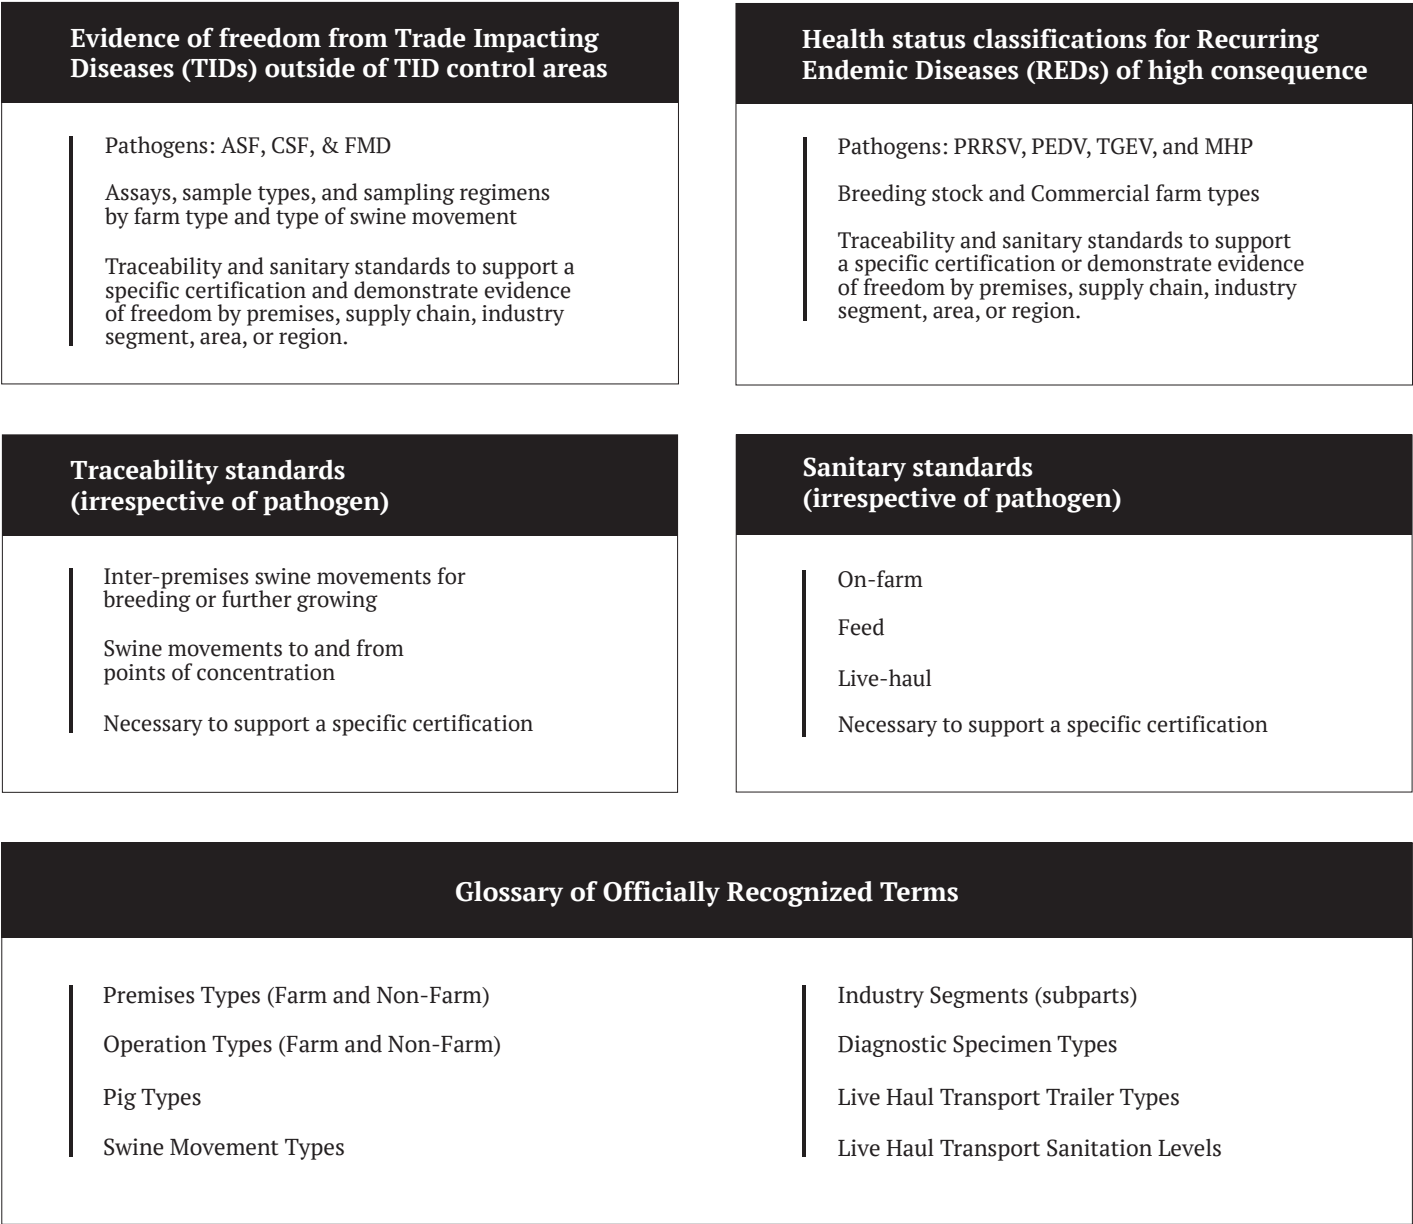 Evidence of freedom from Trade Impacting
Diseases (TIDs) outside of TID control areas
Pathogens: ASF, CSF, & FMD
Assays, sample types, and sampling regimens
by farm type and type of swine movement
Traceability and sanitary standards to support a
specific certification and demonstrate evidence
of freedom by premises, supply chain, industry
segment, area, or region.
Health status classifications for Recurring
Endemic Diseases (REDs) of high consequence
Pathogens: PRRSV, PEDV, TGEV, and MHP
Breeding stock and Commercial farm types
Traceability and sanitary standards to support
a specific certification or demonstrate evidence
of freedom by premises, supply chain, industry
segment, area, or region.
Traceability standards
(irrespective of pathogen)
Inter-premises swine movements for
breeding or further growing
Swine movements to and from
points of concentration
Necessary to support a specific certification
Sanitary standards
(irrespective of pathogen)
On-farm
Feed
Live-haul
Necessary to support a specific certification
Glossary of Officially Recognized Terms
Premises Types (Farm and Non-Farm)
Operation Types (Farm and Non-Farm)
Pig Types
Swine Movement Types
Industry Segments (subparts)
Diagnostic Specimen Types
Live Haul Transport Trailer Types
Live Haul Transport Sanitation Levels